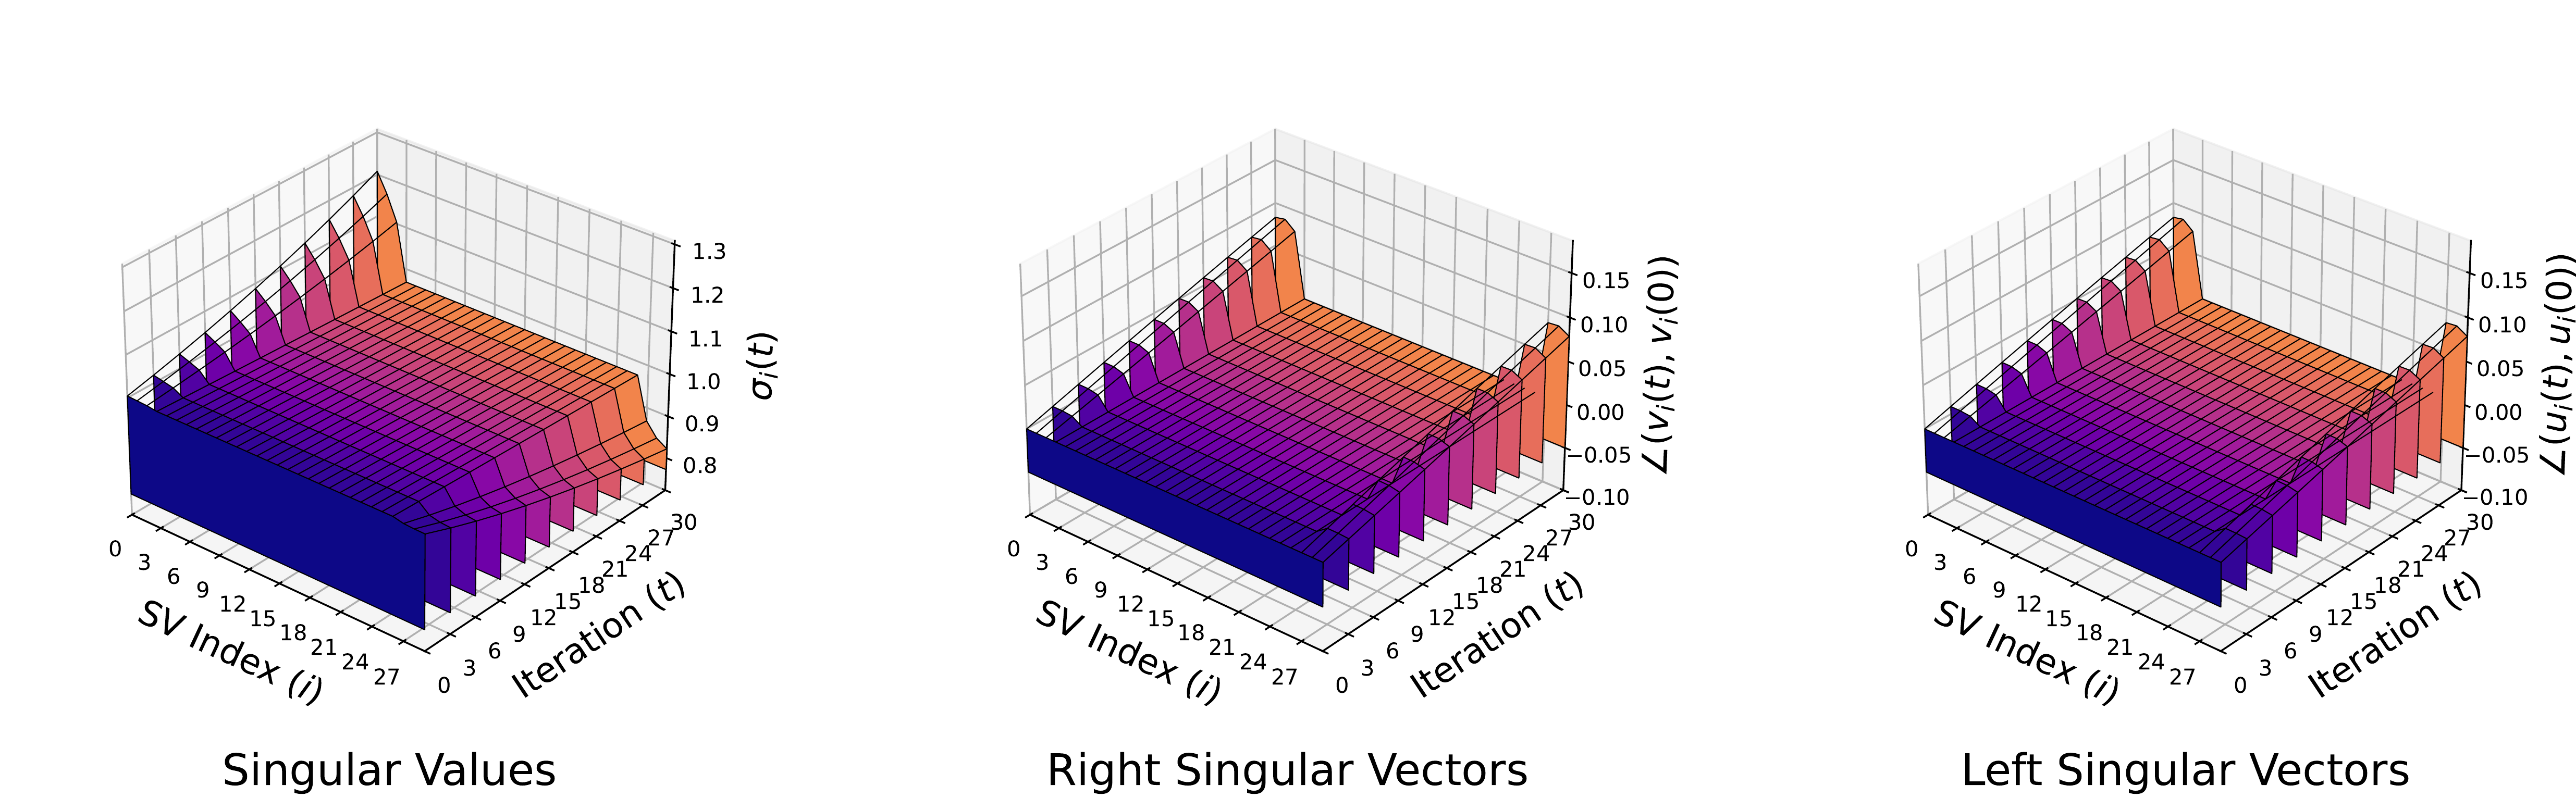 1.3
1.2
1.1
1.0
0.9
0.8
σi(t)
0 3 6 9 12 15 18 21 24 27
SV Index (i)
0 3 6 9 12 15 18 21 24 27 30
Iteration (t)
Singular Values
0.15
0.10
0.05
0.00
−0.05
−0.10
∠(vi(t), vi(0))
0 3 6 9 12 15 18 21 24 27
SV Index (i)
0 3 6 9 12 15 18 21 24 27 30
Iteration (t)
Right Singular Vectors
0.15
0.10
0.05
0.00
−0.05
−0.10
∠(ui(t), ui(0))
0 3 6 9 12 15 18 21 24 27
SV Index (i)
0 3 6 9 12 15 18 21 24 27 30
Iteration (t)
Left Singular Vectors